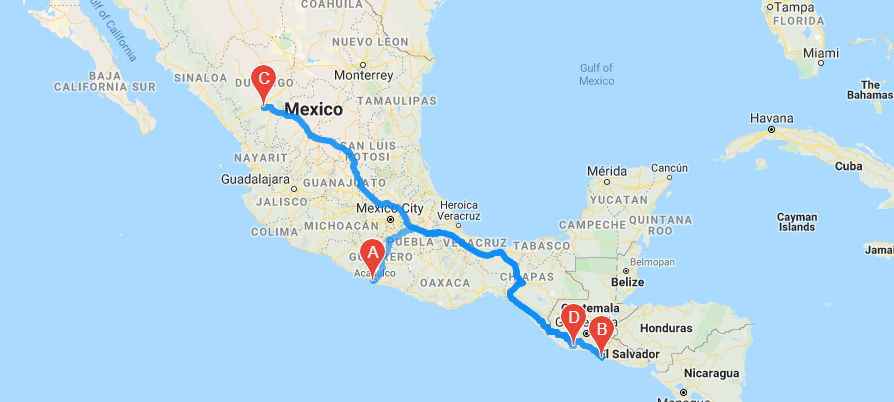 COAHUILA
Gulf of
California
Tampa
FLORIDA
NUEVO LEON
Miami
SINALOA
C
DU
GO
Monterrey
Gulf of
Mexico
BAJA
CALIFORNIA SUR
The
Bahamas
Mexico
TAMAULIPAS
Havana
SAN LUIS
POTOSI
NAYARIT
Cuba
Guadalajara
GUANAJUATO
Mérida
Cancún
JALISCO
YUCATAN
Mexico City
Heroica
Veracruz
Cayman
Islands
COLIMA
MICHOACÁN
CAMPECHE
QUINTANA
ROO
PUEBLA
VERACRUZ
TABASCO
Jamai
A
GUERRERO
Acapulco
Belmopan
OAXACA
CHIAPAS
Belize
Guatemala
D
B
Honduras
El Salvador
Nicaragua